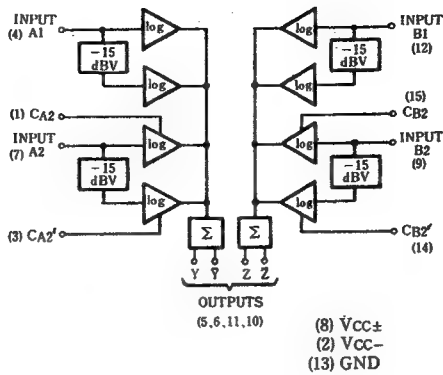 INPUT
(4) A1
log
-15
dBV
log
(1) CA2
INPUT
(7) A2
log
-15
dBV
log
(3) CA2'
INPUT
B1
(12)
log
-15
dBV
log
(15)
CB2
INPUT
B2
(9)
log
-15
dBV
log
CB2'
(14)
Σ Σ
Y Ȳ Z Z̄
OUTPUTS
(5,6,11,10)
(8) VCC±
(2) VCC-
(13) GND